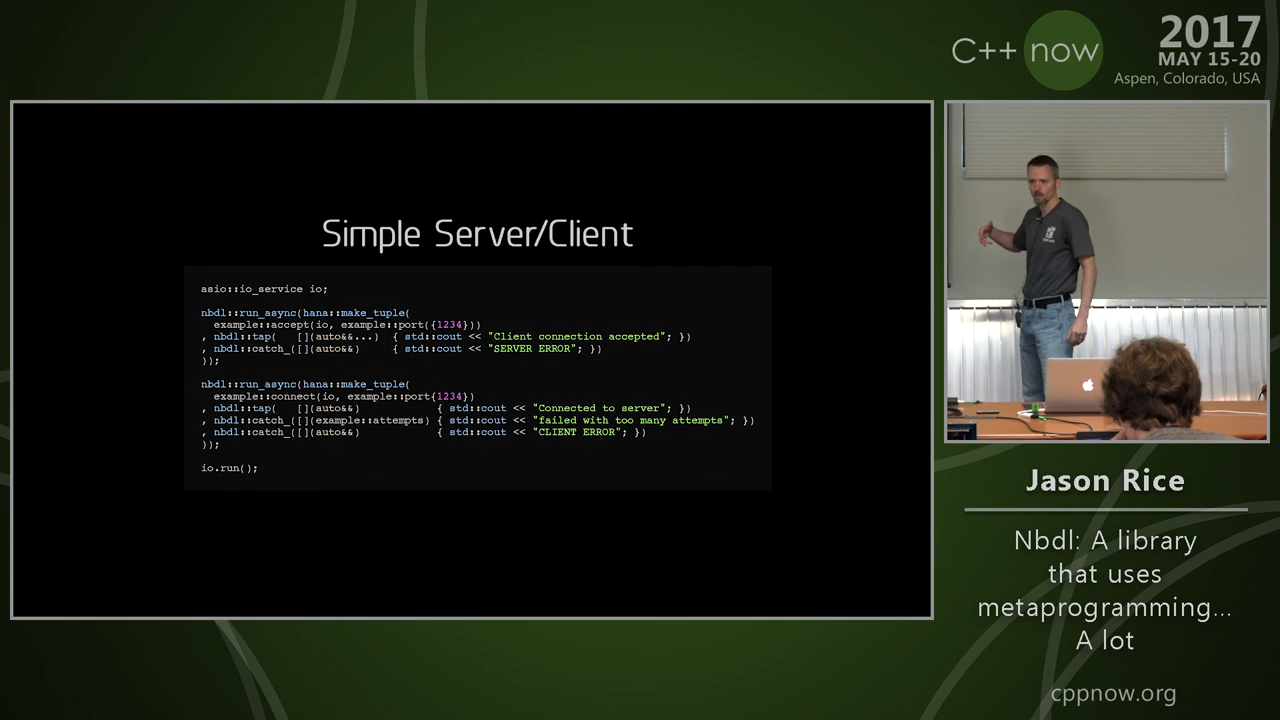 C++ now
2017
MAY 15-20
Aspen, Colorado, USA
Simple Server/Client
asio::io_service io;
nbdl::run_async(hana::make_tuple(
  example::accept(io, example::port({1234}))
, nbdl::tap(   [](auto&&...)  { std::cout << "Client connection accepted"; })
, nbdl::catch_([](auto&&)     { std::cout << "SERVER ERROR"; })
));
nbdl::run_async(hana::make_tuple(
  example::connect(io, example::port{1234})
, nbdl::tap(   [](auto&&)            { std::cout << "Connected to server"; })
, nbdl::catch_([](example::attempts) { std::cout << "failed with too many attempts"; })
, nbdl::catch_([](auto&&)            { std::cout << "CLIENT ERROR"; })
));
io.run();
Jason Rice
Nbdl: A library
that uses
metaprogramming...
A lot
cppnow.org